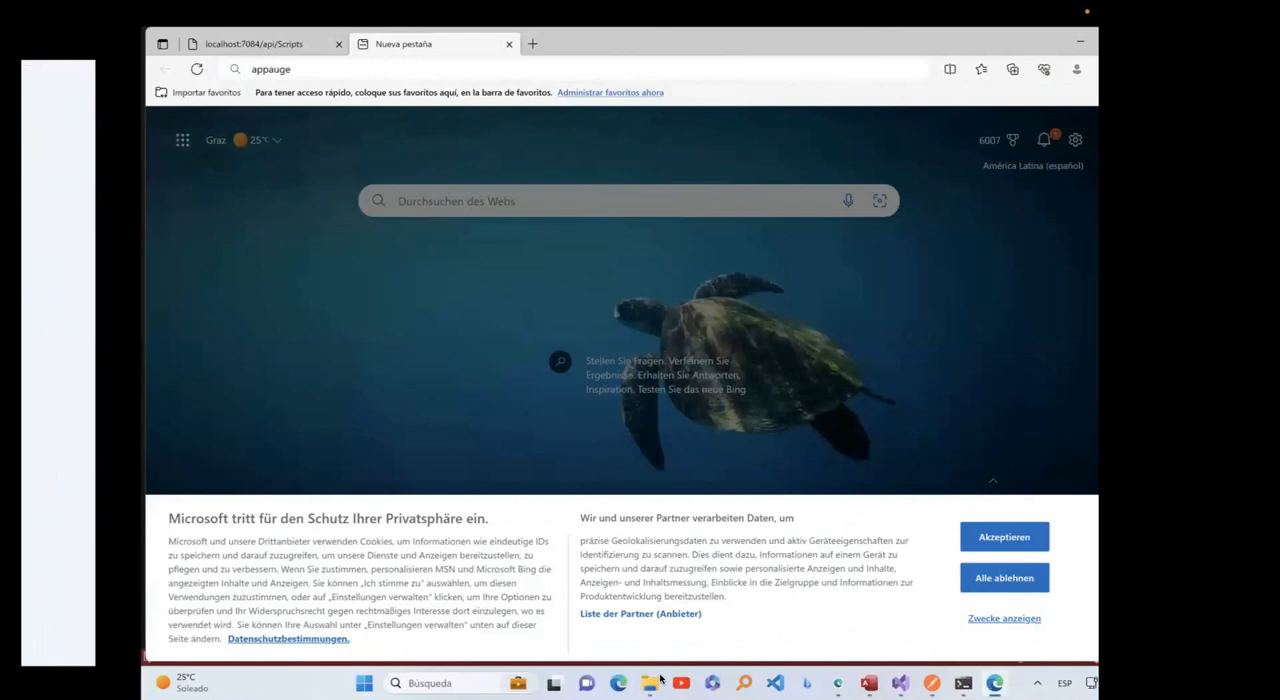 localhost:7084/api/Scripts
Nueva pestaña
appauge
Importar favoritos
Para tener acceso rápido, coloque sus favoritos aquí, en la barra de favoritos. Administrar favoritos ahora
Graz 25°C
6007
1
América Latina (español)
Durchsuchen des Webs
Stellen Sie Fragen. Verfeinern Sie
Ergebnisse. Erhalten Sie Antworten,
Inspiration. Testen Sie das neue Bing
Microsoft tritt für den Schutz Ihrer Privatsphäre ein.
Microsoft und unsere Drittanbieter verwenden Cookies, um Informationen wie eindeutige IDs
zu speichern und darauf zuzugreifen, um unsere Dienste und Anzeigen bereitzustellen, zu
pflegen und zu verbessern. Wenn Sie zustimmen, personalisieren MSN und Microsoft Bing die
angezeigten Inhalte und Anzeigen. Sie können „Ich stimme zu" auswählen, um diesen
Verwendungen zuzustimmen, oder auf „Einstellungen verwalten" klicken, um Ihre Optionen zu
überprüfen und Ihr Widerspruchsrecht gegen rechtmäßiges Interesse dort einzulegen, wo es
verwendet wird. Sie können Ihre Auswahl unter „Einstellungen verwalten" unten auf dieser
Seite ändern. Datenschutzbestimmungen.
Wir und unserer Partner verarbeiten Daten, um
präzise Geolokalisierungsdaten zu verwenden und aktiv Geräteeigenschaften zur
Identifizierung zu scannen. Dies dient dazu, Informationen auf einem Gerät zu
speichern und darauf zuzugreifen sowie personalisierte Anzeigen und Inhalte,
Anzeigen- und Inhaltsmessung, Einblicke in die Zielgruppe und Informationen zur
Produktentwicklung bereitzustellen.
Liste der Partner (Anbieter)
Akzeptieren
Alle ablehnen
Zwecke anzeigen
25°C
Soleado
Búsqueda
ESP